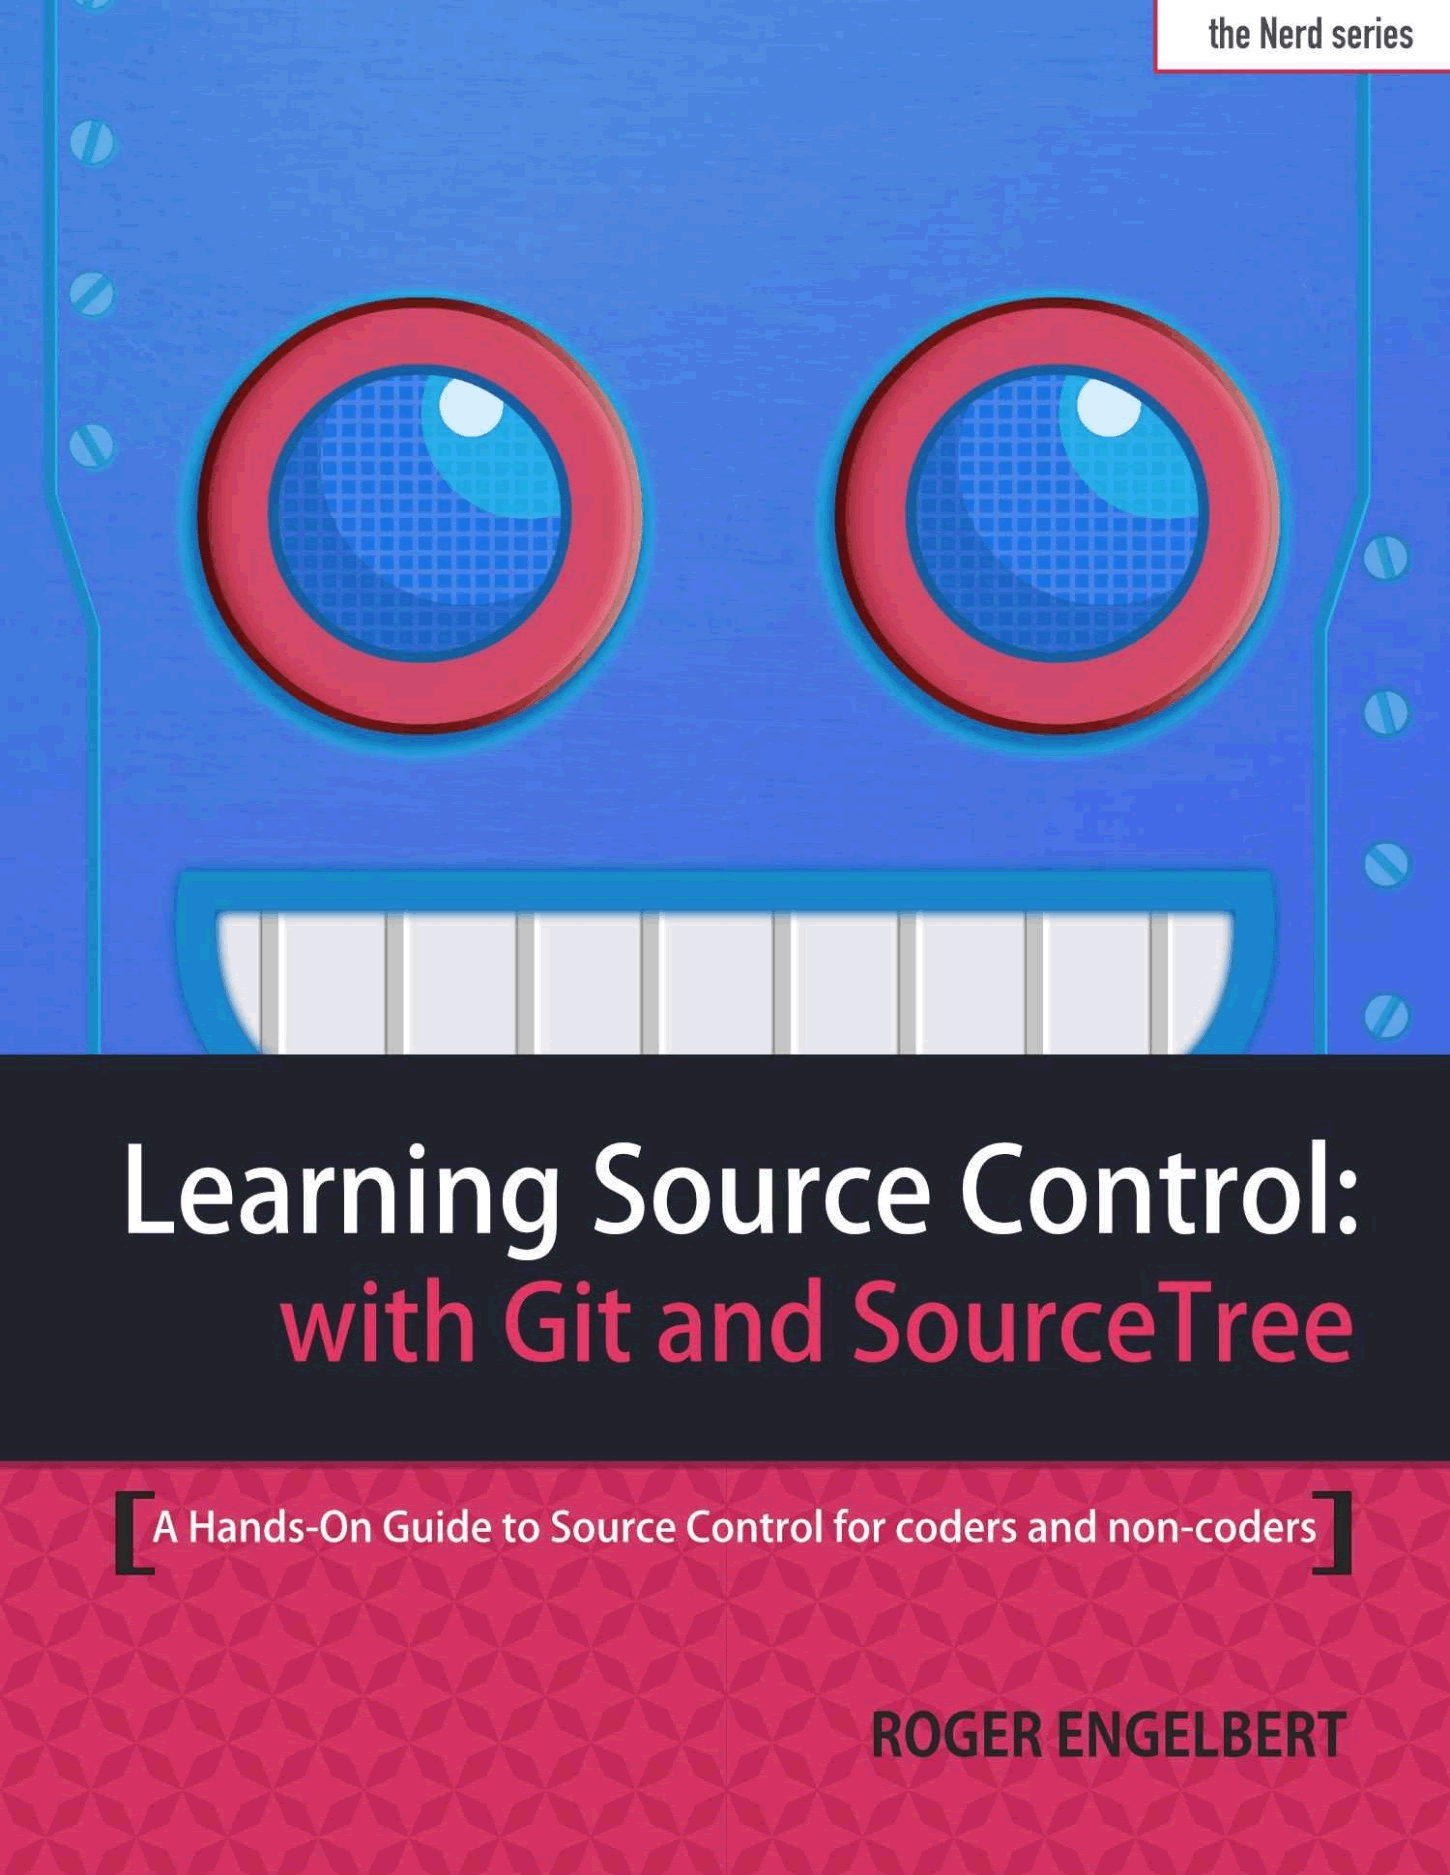 the Nerd series
Learning Source Control:
with Git and SourceTree
[A Hands-On Guide to Source Control for coders and non-coders]
ROGER ENGELBERT